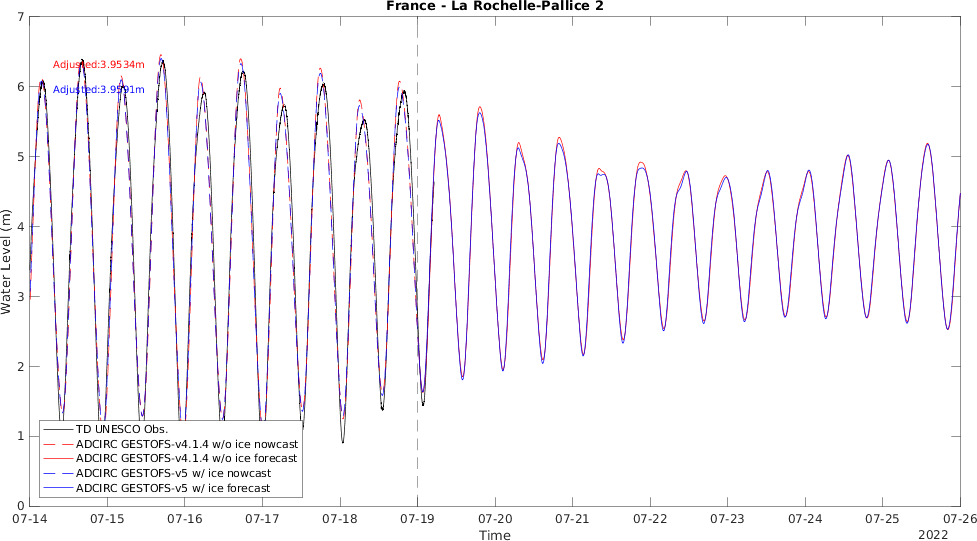 France - La Rochelle-Pallice 2
7
6
5
4
3
2
1
0
Water Level (m)
Adjusted:3.9534m
Adjusted:3.9591m
TD UNESCO Obs.
ADCIRC GESTOFS-v4.1.4 w/o ice nowcast
ADCIRC GESTOFS-v4.1.4 w/o ice forecast
ADCIRC GESTOFS-v5 w/ ice nowcast
ADCIRC GESTOFS-v5 w/ ice forecast
07-14 07-15 07-16 07-17 07-18 07-19 07-20 07-21 07-22 07-23 07-24 07-25 07-26
Time
2022